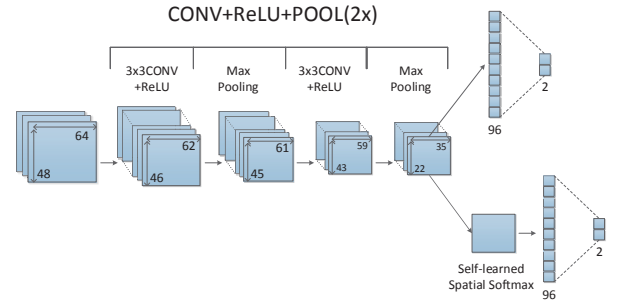 CONV+ReLU+POOL(2x)
3x3CONV
+ReLU
Max
Pooling
3x3CONV
+ReLU
Max
Pooling
64
48
62
46
61
45
59
43
35
22
96
2
Self-learned
Spatial Softmax
96
2